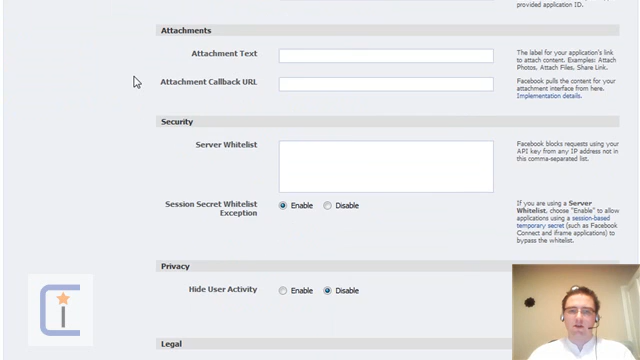 provided application ID.
Attachments
Attachment Text
The label for your application's link
to attach content. Examples: Attach
Photos, Attach Files, Share Link.
Attachment Callback URL
Facebook pulls the content for your
attachment interface from here.
Implementation details.
Security
Server Whitelist
Facebook blocks requests using your
API key from any IP address not in
this comma-separated list.
Session Secret Whitelist
Exception
Enable
Disable
If you are using a Server
Whitelist, choose "Enable" to allow
applications using a session-based
temporary secret (such as Facebook
Connect and iframe applications) to
bypass the whitelist.
Privacy
Hide User Activity
Enable
Disable
Legal